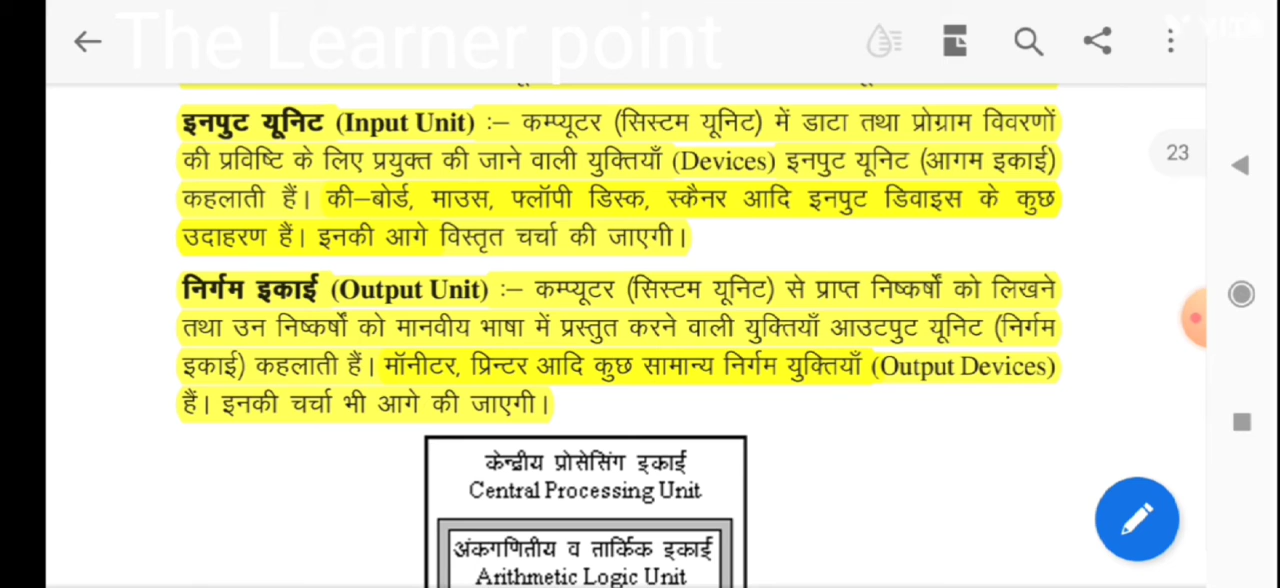 The Learner point
VITA
23
इनपुट यूनिट (Input Unit) :– कम्प्यूटर (सिस्टम यूनिट) में डाटा तथा प्रोग्राम विवरणों
की प्रविष्टि के लिए प्रयुक्त की जाने वाली युक्तियाँ (Devices) इनपुट यूनिट (आगम इकाई)
कहलाती हैं। की–बोर्ड, माउस, फ्लॉपी डिस्क, स्कैनर आदि इनपुट डिवाइस के कुछ
उदाहरण हैं। इनकी आगे विस्तृत चर्चा की जाएगी।
निर्गम इकाई (Output Unit) :– कम्प्यूटर (सिस्टम यूनिट) से प्राप्त निष्कर्षों को लिखने
तथा उन निष्कर्षों को मानवीय भाषा में प्रस्तुत करने वाली युक्तियाँ आउटपुट यूनिट (निर्गम
इकाई) कहलाती हैं। मॉनीटर, प्रिन्टर आदि कुछ सामान्य निर्गम युक्तियाँ (Output Devices)
हैं। इनकी चर्चा भी आगे की जाएगी।
केन्द्रीय प्रोसेसिंग इकाई
Central Processing Unit
अंकगणितीय व तार्किक इकाई
Arithmetic Logic Unit